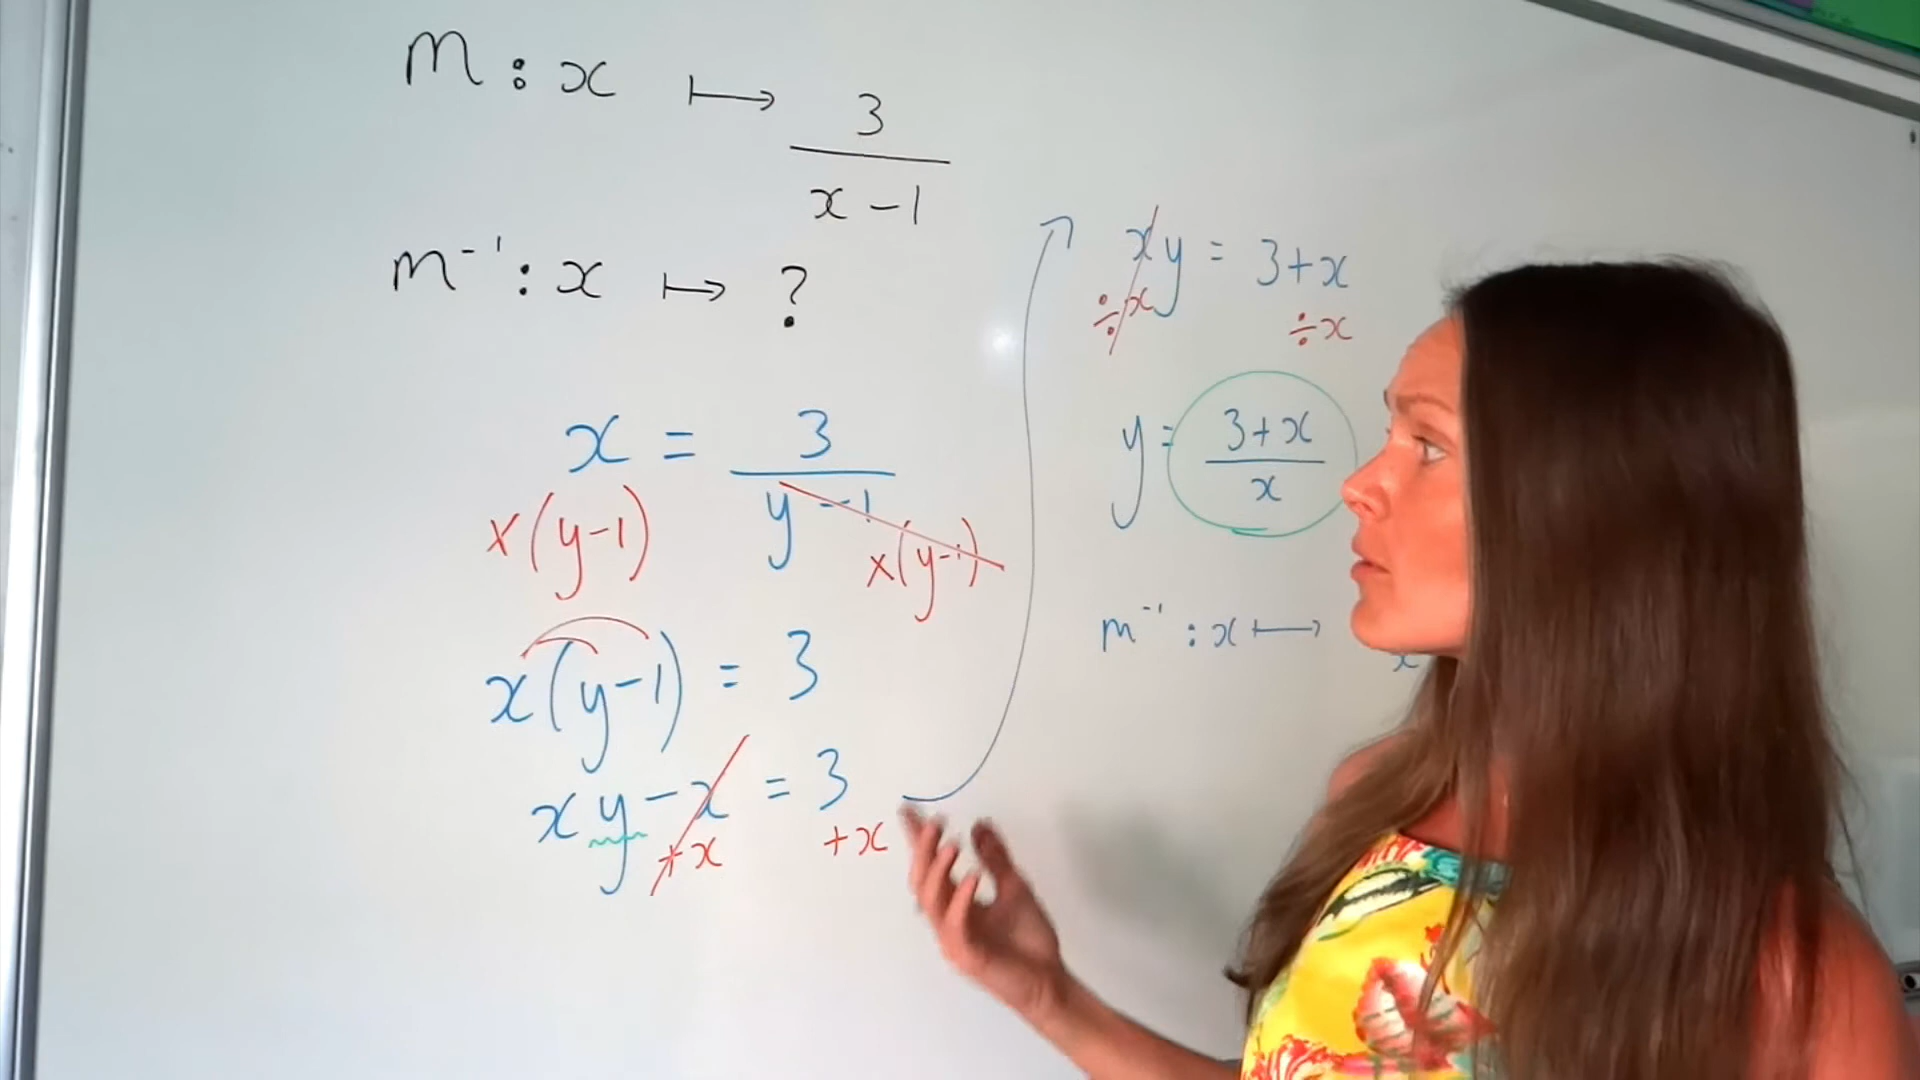 m : x ↦ 3/(x - 1)
m⁻¹ : x ↦ ?
x = 3/(y - 1)
×(y-1) ×(y-1)
x(y-1) = 3
xy - x = 3
+x +x
xy = 3+x
÷x ÷x
y = (3+x)/x
m⁻¹ : x ↦
x